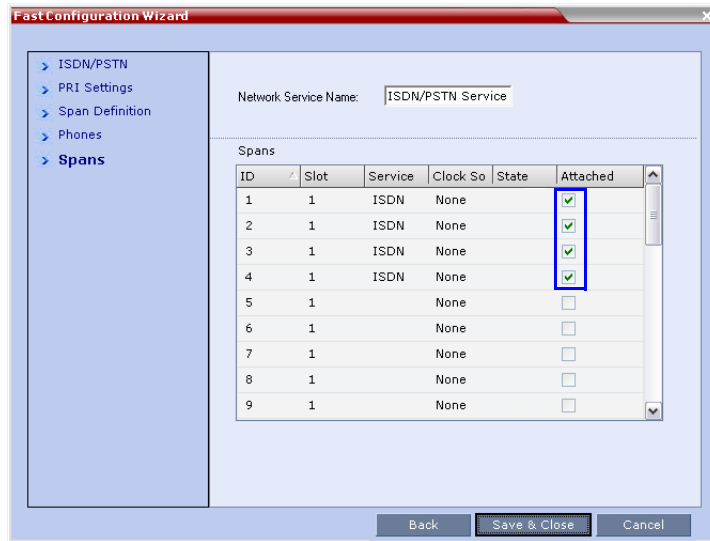 Fast Configuration Wizard
ISDN/PSTN
PRI Settings
Span Definition
Phones
Spans
Network Service Name: ISDN/PSTN Service
Spans
ID Slot Service Clock So State Attached
1 1 ISDN None
2 1 ISDN None
3 1 ISDN None
4 1 ISDN None
5 1 None
6 1 None
7 1 None
8 1 None
9 1 None
Back Save & Close Cancel